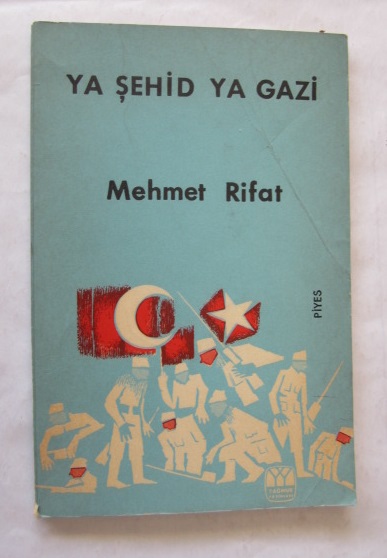 YA ŞEHİD YA GAZİ
Mehmet Rifat
PİYES